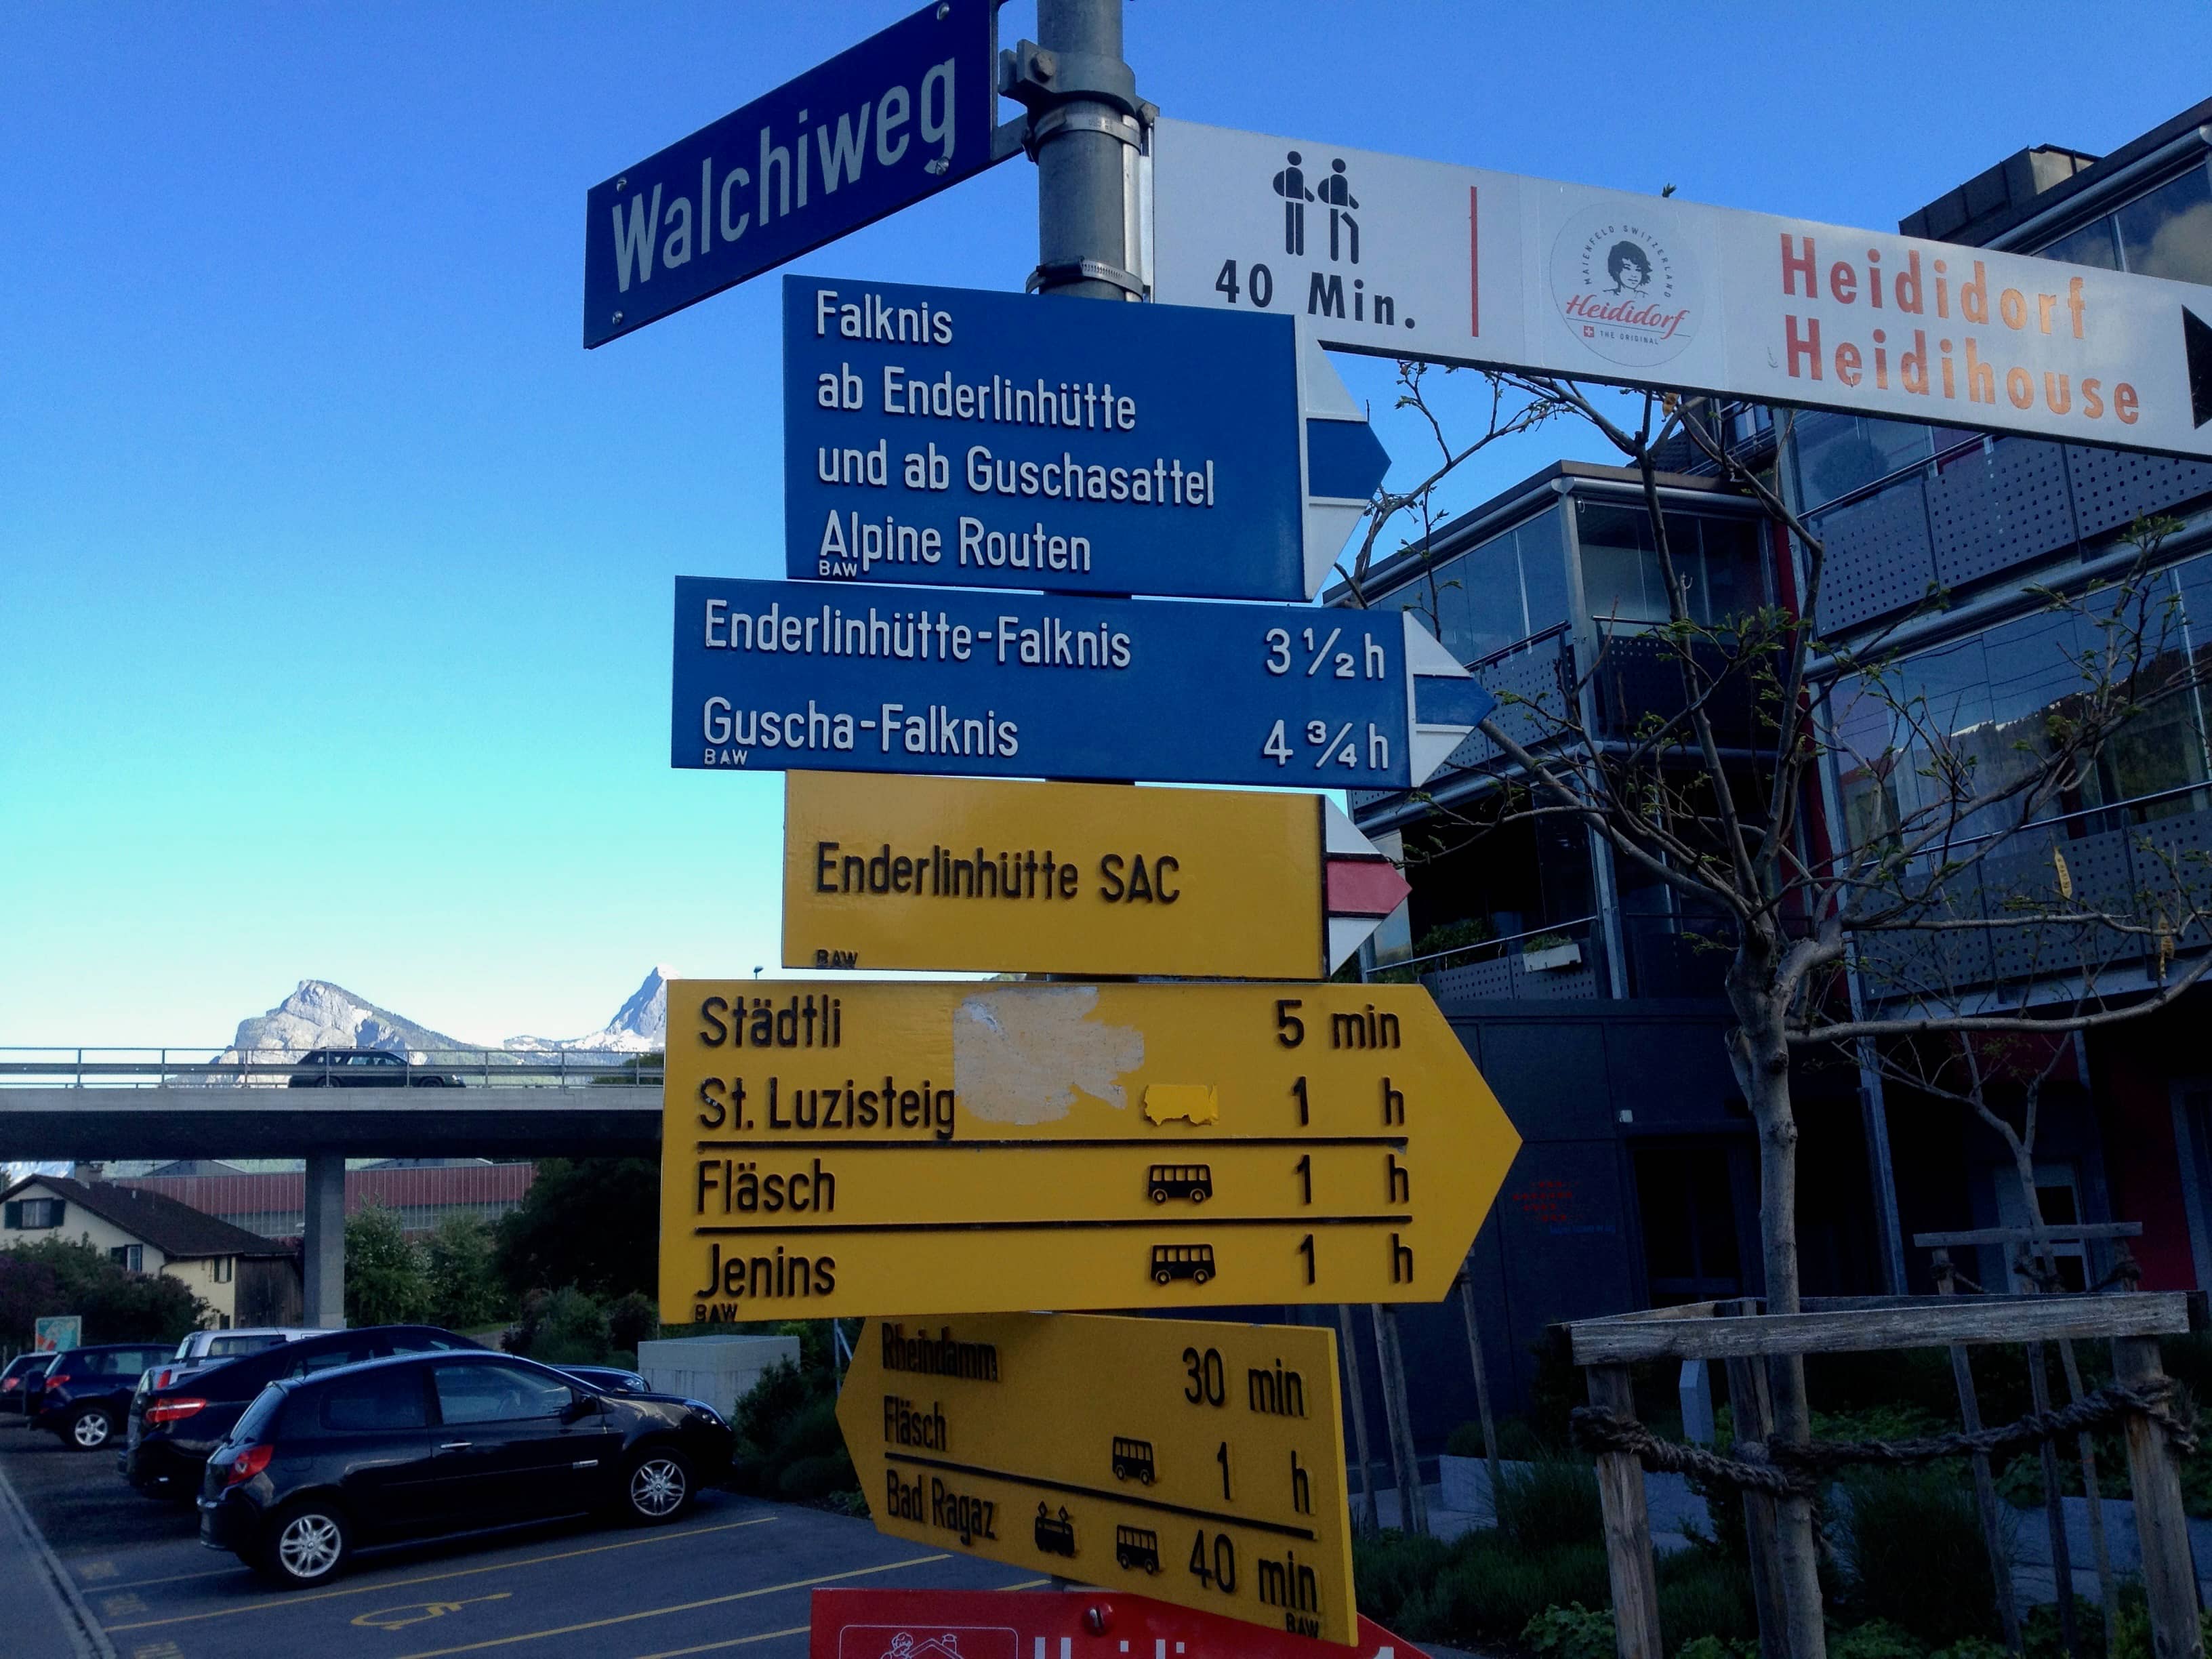 Walchiweg
40 Min.
MAIENFELD SWITZERLAND
Heididorf
THE ORIGINAL
Heididorf
Heidihouse
Falknis
ab Enderlinhütte
und ab Guschasattel
Alpine Routen
BAW
Enderlinhütte-Falknis 3 ½ h
Guscha-Falknis 4 ¾ h
BAW
Enderlinhütte SAC
BAW
Städtli 5 min
St. Luzisteig 1 h
Fläsch 1 h
Jenins 1 h
BAW
Rheindamm 30 min
Fläsch 1 h
Bad Ragaz 40 min
BAW